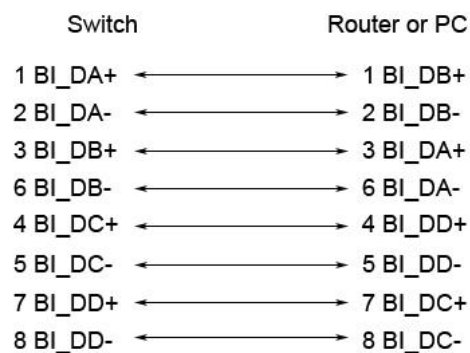 Switch Router or PC
1 BI_DA+ 1 BI_DB+
2 BI_DA- 2 BI_DB-
3 BI_DB+ 3 BI_DA+
6 BI_DB- 6 BI_DA-
4 BI_DC+ 4 BI_DD+
5 BI_DC- 5 BI_DD-
7 BI_DD+ 7 BI_DC+
8 BI_DD- 8 BI_DC-